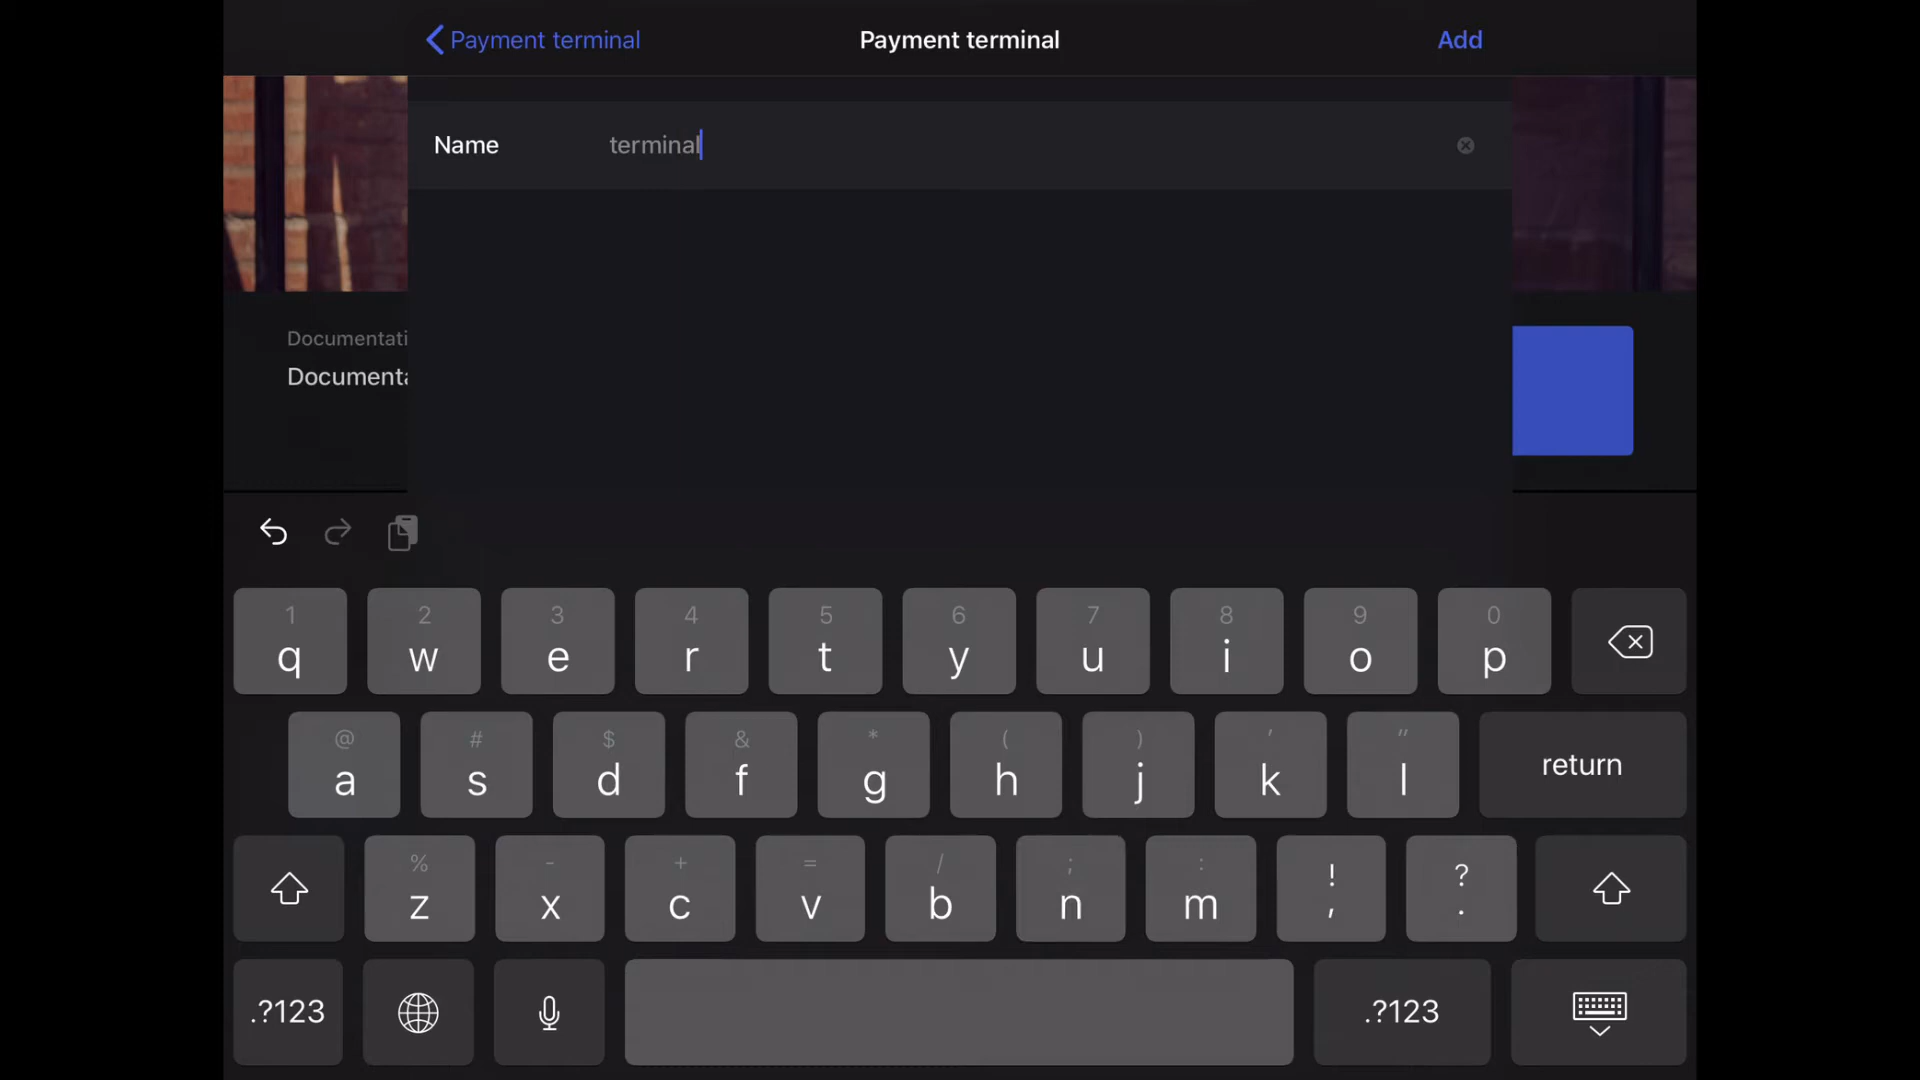 Payment terminal
Payment terminal
Add
Name
terminal
Documentati
Documenta
1 2 3 4 5 6 7 8 9 0
q w e r t y u i o p
@ # $ & * ( ) ' "
a s d f g h j k l return
% - + = / ; : ! ?
z x c v b n m , .
.?123 .?123